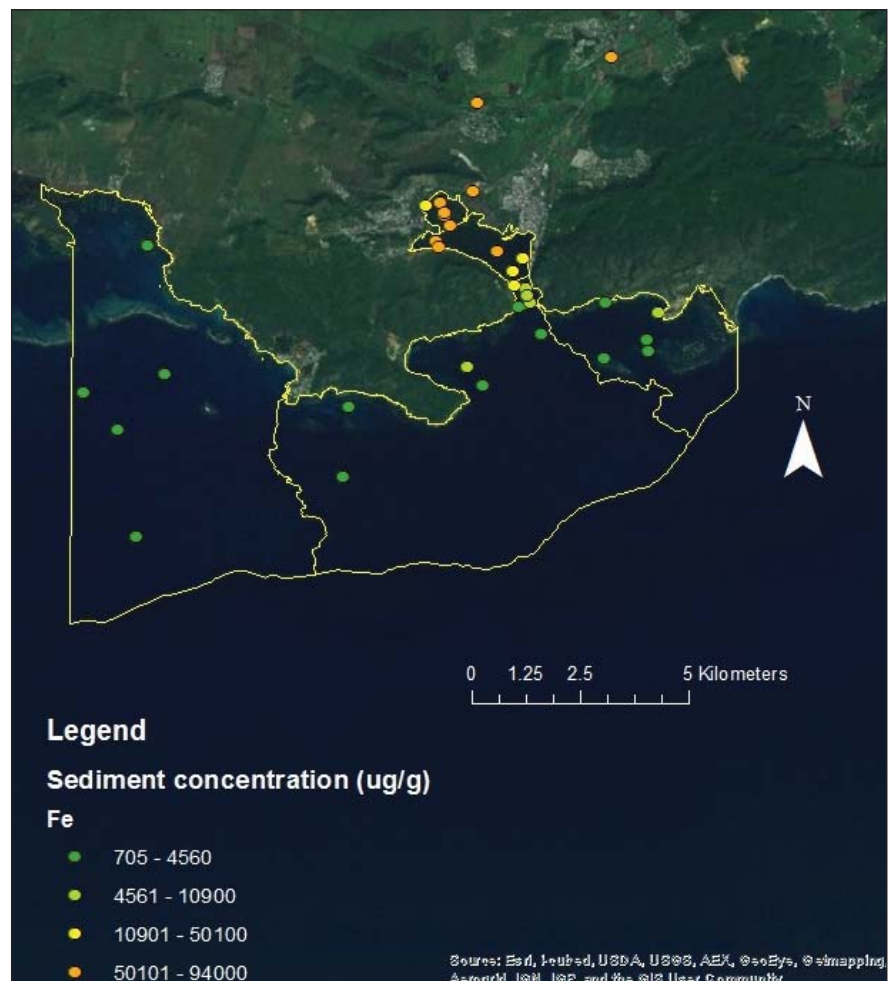 N
0 1.25 2.5 5 Kilometers
Legend
Sediment concentration (ug/g)
Fe
705 - 4560
4561 - 10900
10901 - 50100
50101 - 94000
Source: Esri, USDA, USGS, AEX, GeoEye,
and the GIS User Community